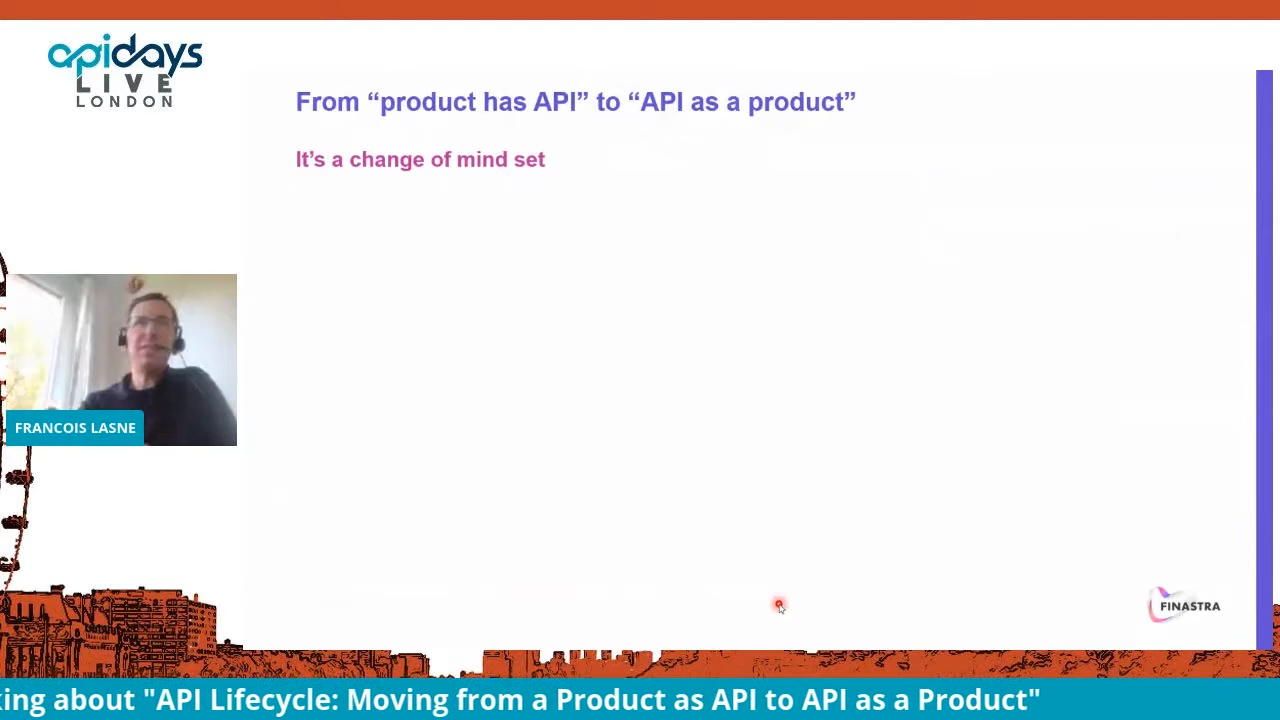 apidays
LIVE
LONDON
From “product has API” to “API as a product”
It’s a change of mind set
FRANCOIS LASNE
FINASTRA
king about "API Lifecycle: Moving from a Product as API to API as a Product"